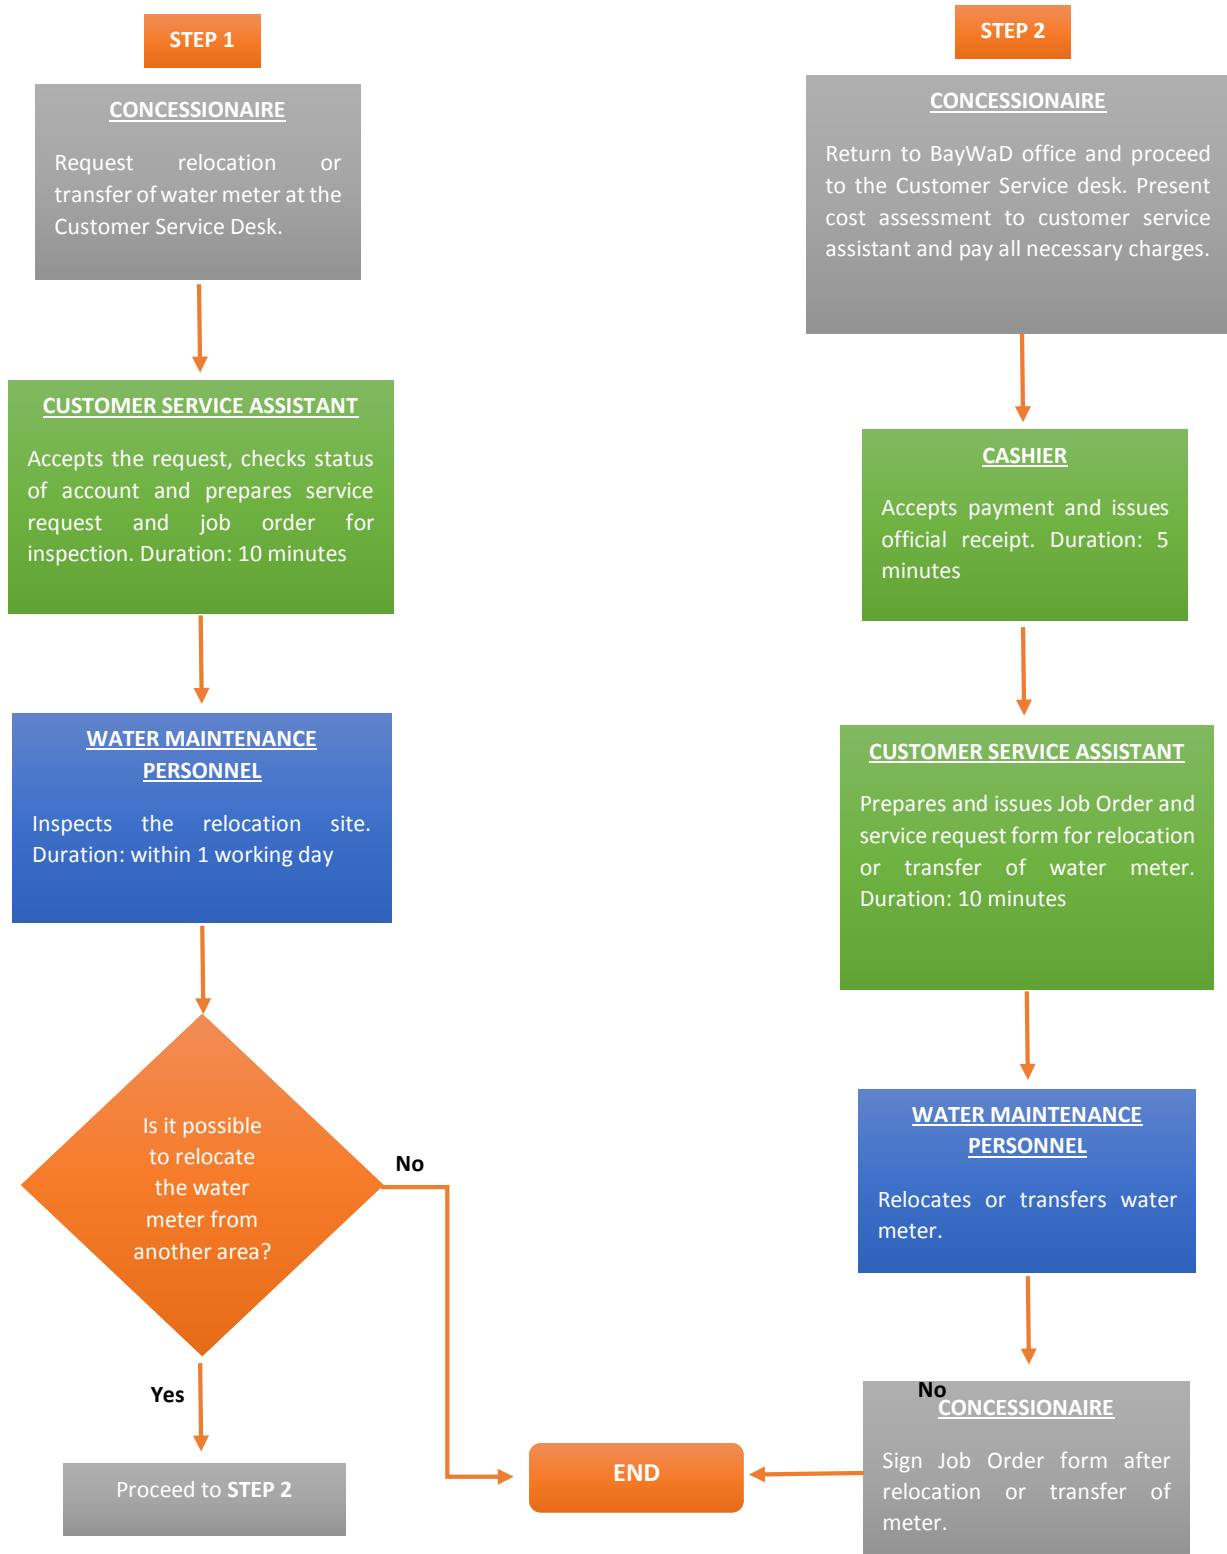 STEP 1
CONCESSIONAIRE
Request relocation or
transfer of water meter at the
Customer Service Desk.
CUSTOMER SERVICE ASSISTANT
Accepts the request, checks status
of account and prepares service
request and job order for
inspection. Duration: 10 minutes
WATER MAINTENANCE
PERSONNEL
Inspects the relocation site.
Duration: within 1 working day
Is it possible
to relocate
the water
meter from
another area?
No
Yes
Proceed to STEP 2
END
STEP 2
CONCESSIONAIRE
Return to BayWaD office and proceed
to the Customer Service desk. Present
cost assessment to customer service
assistant and pay all necessary charges.
CASHIER
Accepts payment and issues
official receipt. Duration: 5
minutes
CUSTOMER SERVICE ASSISTANT
Prepares and issues Job Order and
service request form for relocation
or transfer of water meter.
Duration: 10 minutes
WATER MAINTENANCE
PERSONNEL
Relocates or transfers water
meter.
No
CONCESSIONAIRE
Sign Job Order form after
relocation or transfer of
meter.